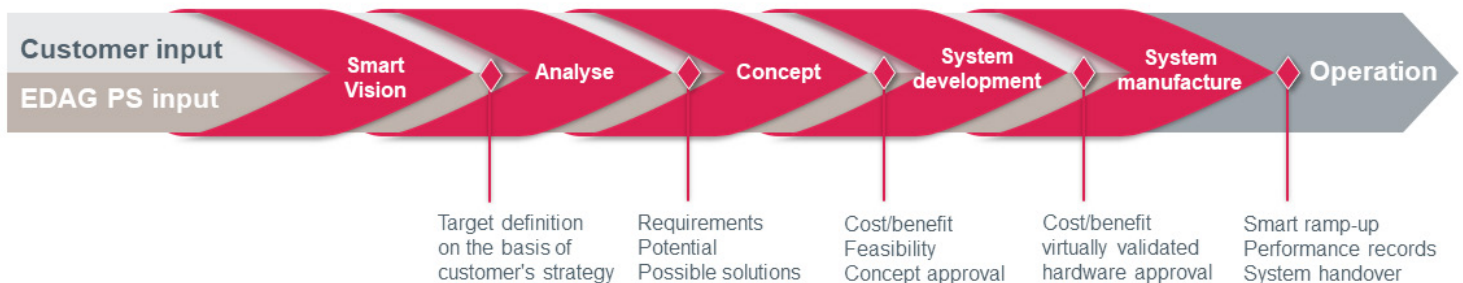 Customer input
EDAG PS input
Smart
Vision
Analyse
Concept
System
development
System
manufacture
Operation
Target definition
on the basis of
customer's strategy
Requirements
Potential
Possible solutions
Cost/benefit
Feasibility
Concept approval
Cost/benefit
virtually validated
hardware approval
Smart ramp-up
Performance records
System handover